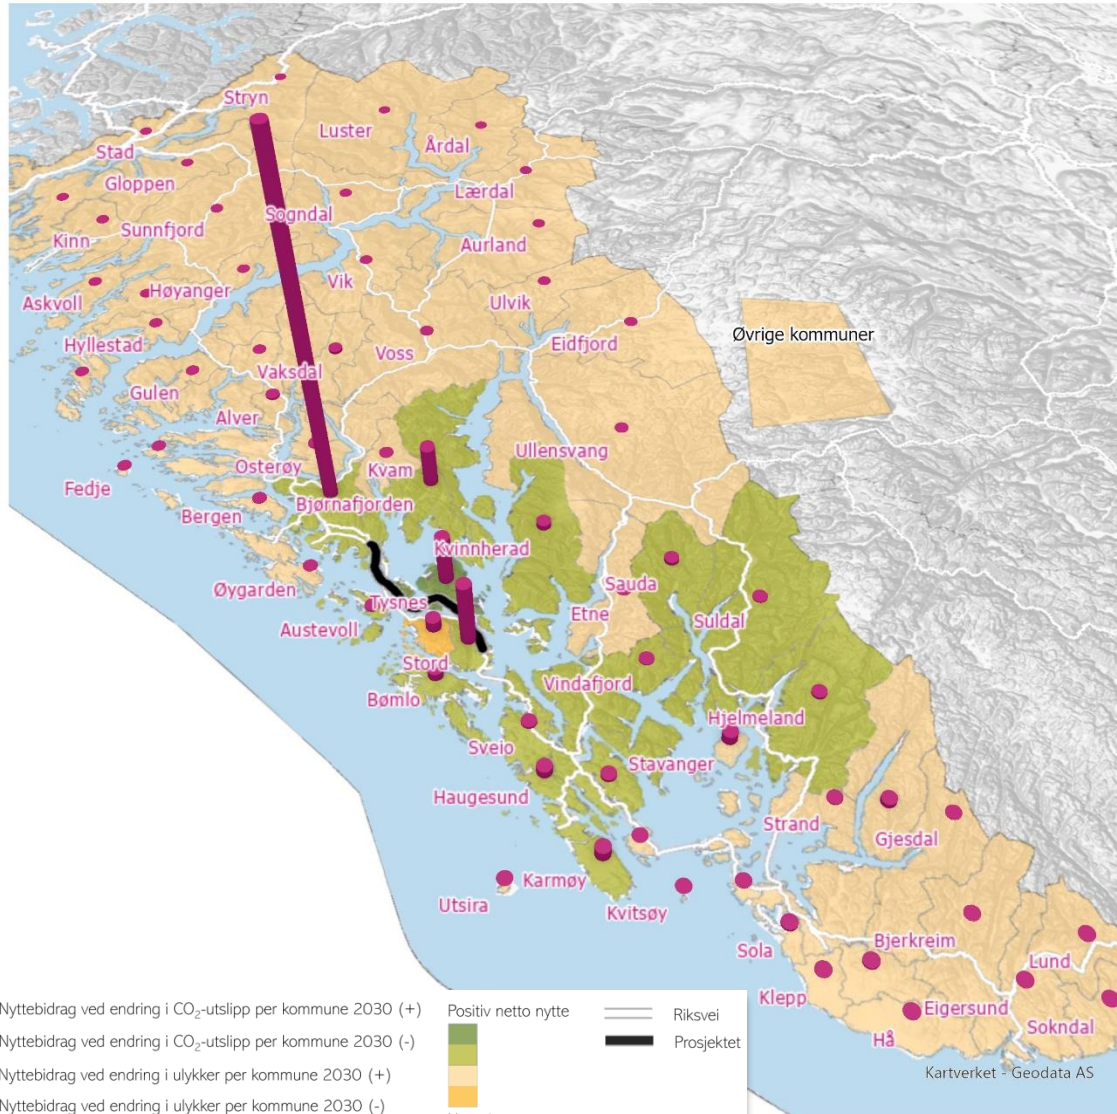 Stryn
Luster
Årdal
Stad
Gloppen
Lærdal
Sogndal
Kinn
Sunnfjord
Aurland
Askvoll
Høyanger
Vik
Ulvik
Øvrige kommuner
Hyllestad
Voss
Eidfjord
Vaksdal
Gulen
Alver
Ullensvang
Osterøy
Kvam
Fedje
Bjørnafjorden
Bergen
Kvinnherad
Øygarden
Sauda
Tysnes
Etne
Suldal
Austevoll
Stord
Vindafjord
Bømlo
Hjelmeland
Sveio
Stavanger
Haugesund
Strand
Gjesdal
Karmøy
Utsira
Kvitsøy
Bjerkreim
Sola
Lund
Klepp
Eigersund
Sokndal
Hå
Kartverket - Geodata AS
Nyttebidrag ved endring i CO₂-utslipp per kommune 2030 (+)
Nyttebidrag ved endring i CO₂-utslipp per kommune 2030 (-)
Nyttebidrag ved endring i ulykker per kommune 2030 (+)
Nyttebidrag ved endring i ulykker per kommune 2030 (-)
Positiv netto nytte
Riksvei
Prosjektet